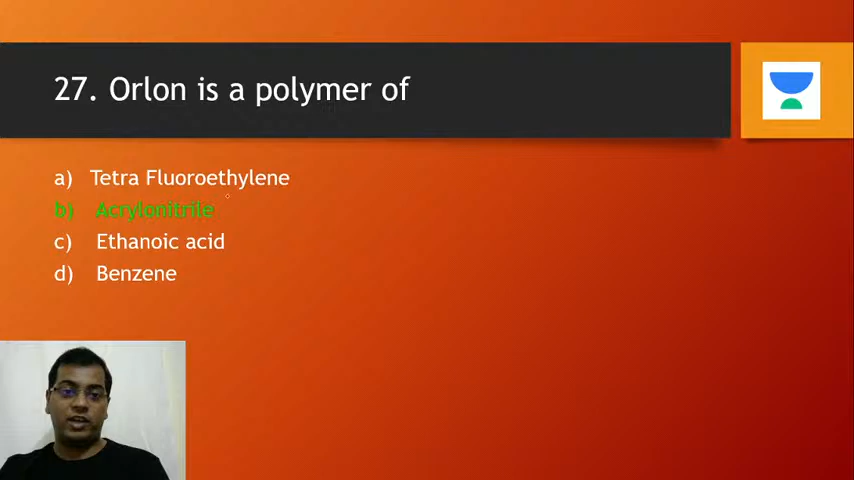 27. Orlon is a polymer of
a) Tetra Fluoroethylene
b) Acrylonitrile
c) Ethanoic acid
d) Benzene